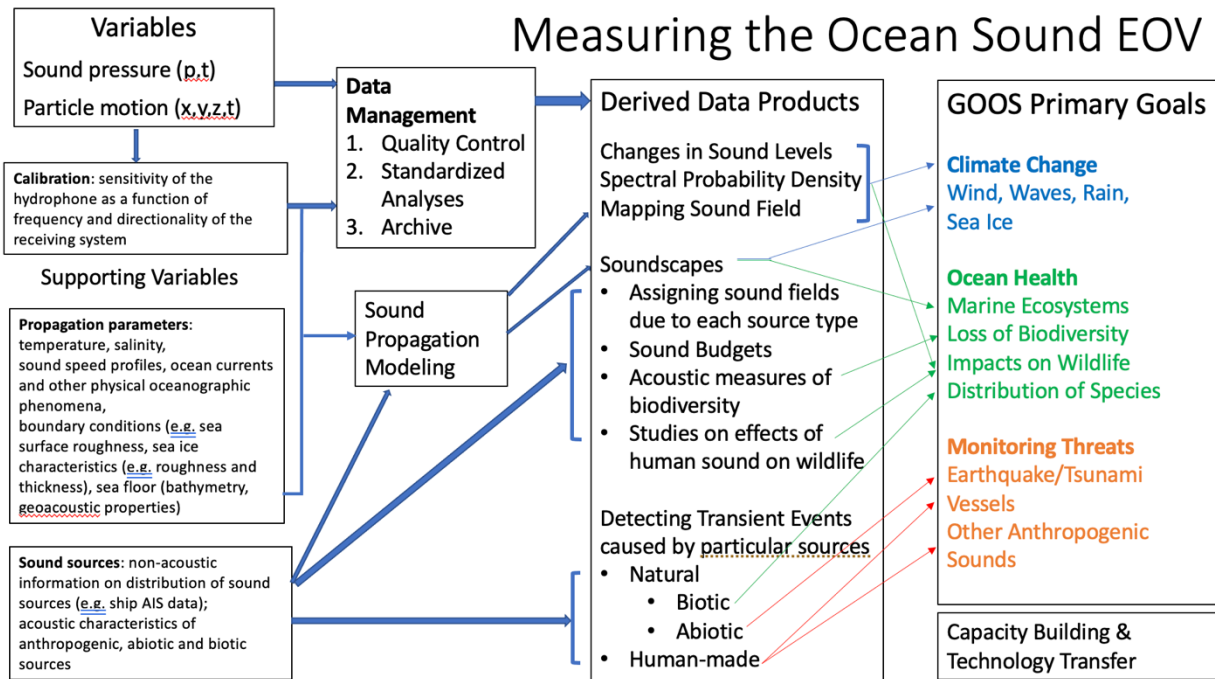 Measuring the Ocean Sound EOV
Variables
Sound pressure (p,t)
Particle motion (x,y,z,t)
Calibration: sensitivity of the
hydrophone as a function of
frequency and directionality of the
receiving system
Supporting Variables
Propagation parameters:
temperature, salinity,
sound speed profiles, ocean currents
and other physical oceanographic
phenomena,
boundary conditions (e.g. sea
surface roughness, sea ice
characteristics (e.g. roughness and
thickness), sea floor (bathymetry,
geoacoustic properties)
Sound sources: non-acoustic
information on distribution of sound
sources (e.g. ship AIS data);
acoustic characteristics of
anthropogenic, abiotic and biotic
sources
Data
Management
1. Quality Control
2. Standardized
Analyses
3. Archive
Sound
Propagation
Modeling
Derived Data Products
Changes in Sound Levels
Spectral Probability Density
Mapping Sound Field
Soundscapes
• Assigning sound fields
due to each source type
• Sound Budgets
• Acoustic measures of
biodiversity
• Studies on effects of
human sound on wildlife
Detecting Transient Events
caused by particular sources
• Natural
• Biotic
• Abiotic
• Human-made
GOOS Primary Goals
Climate Change
Wind, Waves, Rain,
Sea Ice
Ocean Health
Marine Ecosystems
Loss of Biodiversity
Impacts on Wildlife
Distribution of Species
Monitoring Threats
Earthquake/Tsunami
Vessels
Other Anthropogenic
Sounds
Capacity Building &
Technology Transfer